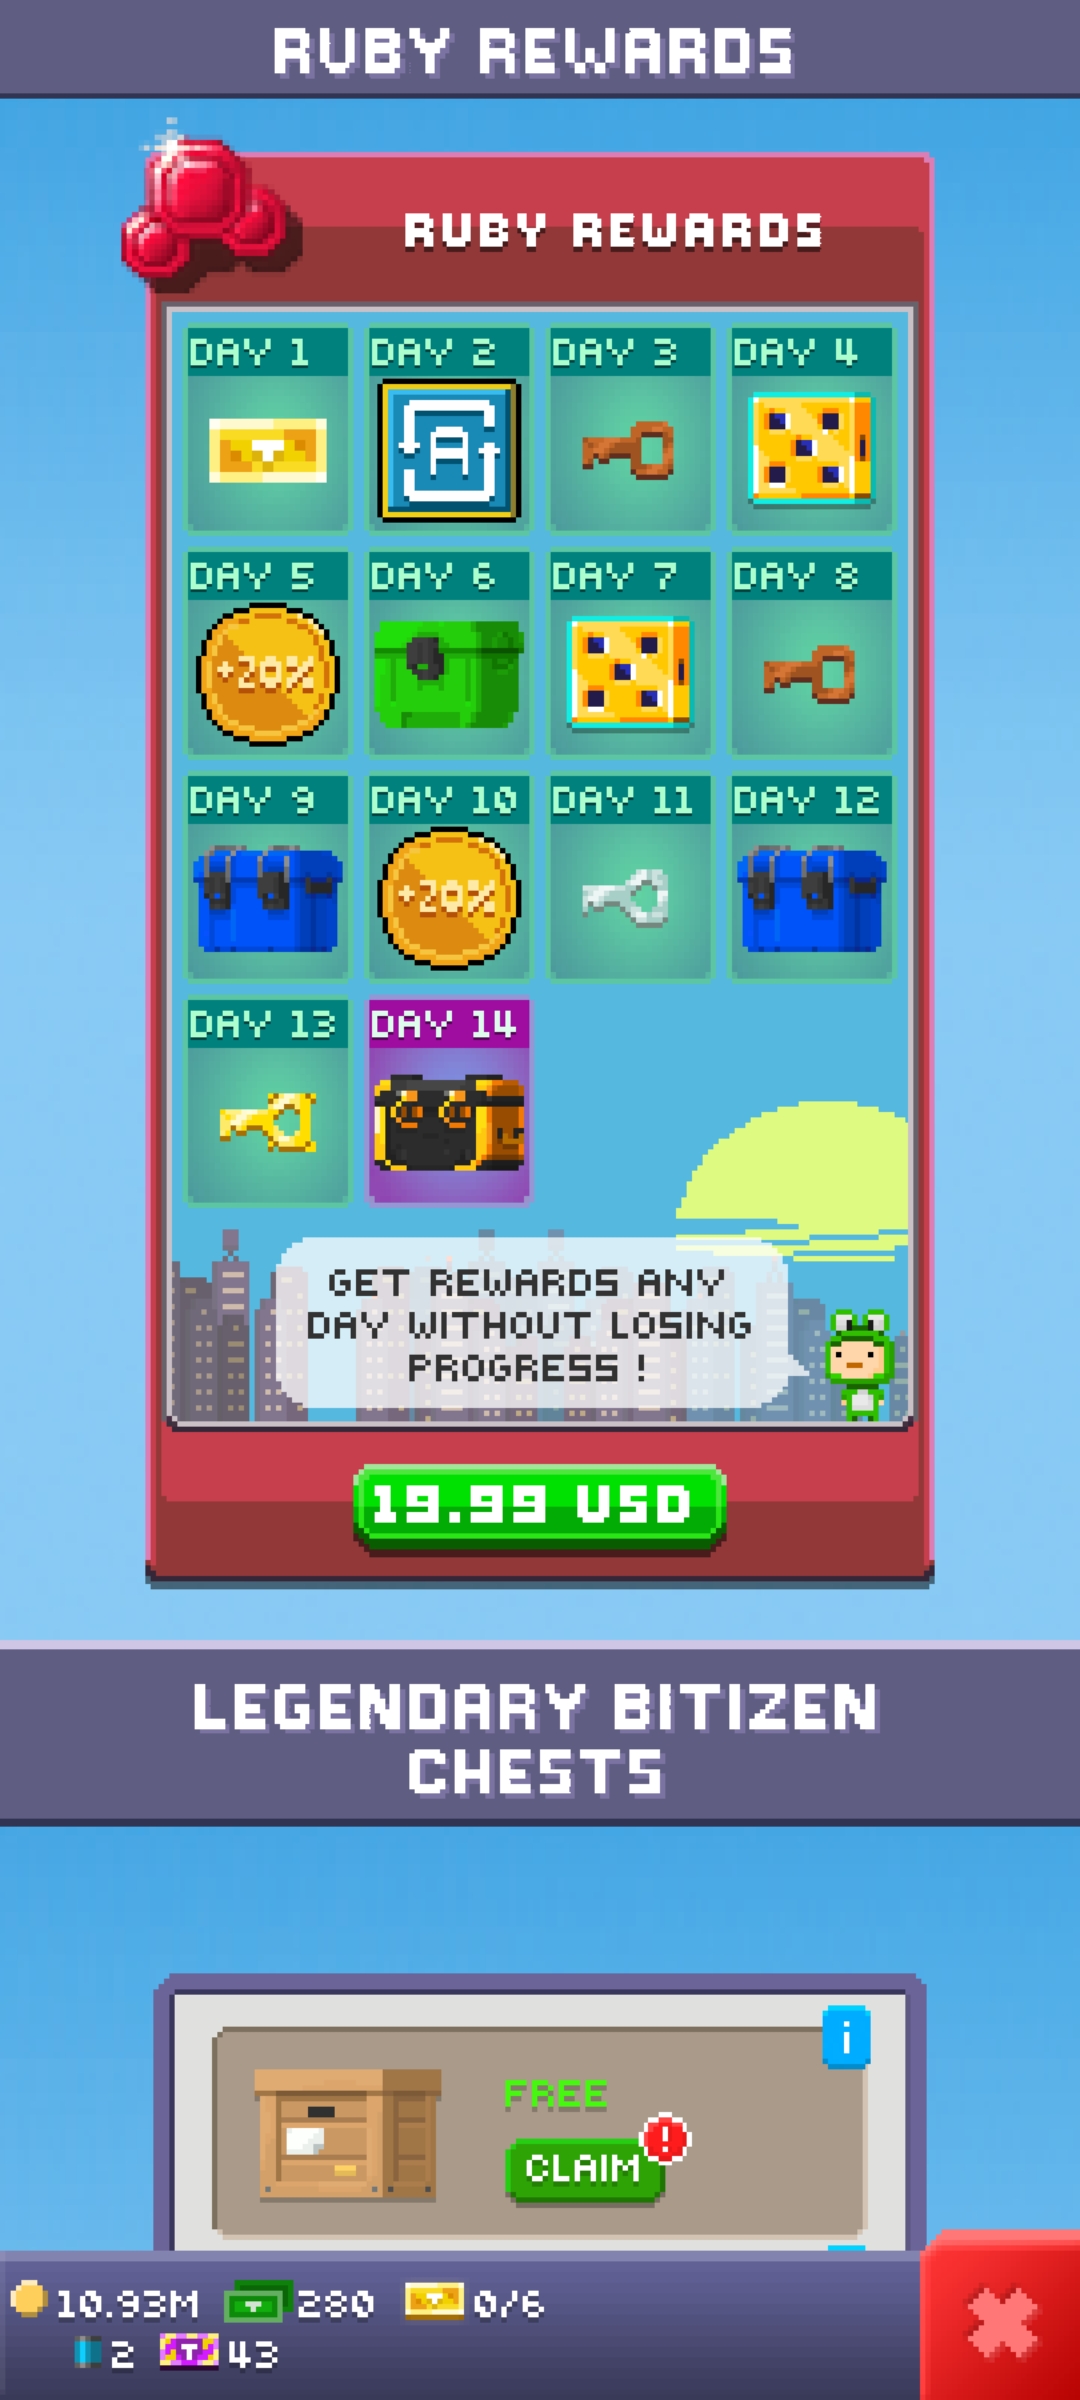 RUBY REWARDS
RUBY REWARDS
DAY 1
DAY 2
DAY 3
DAY 4
A
DAY 5
DAY 6
DAY 7
DAY 8
+20%
DAY 9
DAY 10
DAY 11
DAY 12
+20%
DAY 13
DAY 14
GET REWARDS ANY
DAY WITHOUT LOSING
PROGRESS !
19.99 USD
LEGENDARY BITIZEN
CHESTS
i
FREE
!
CLAIM
10.93M
280
0/6
2
T
43